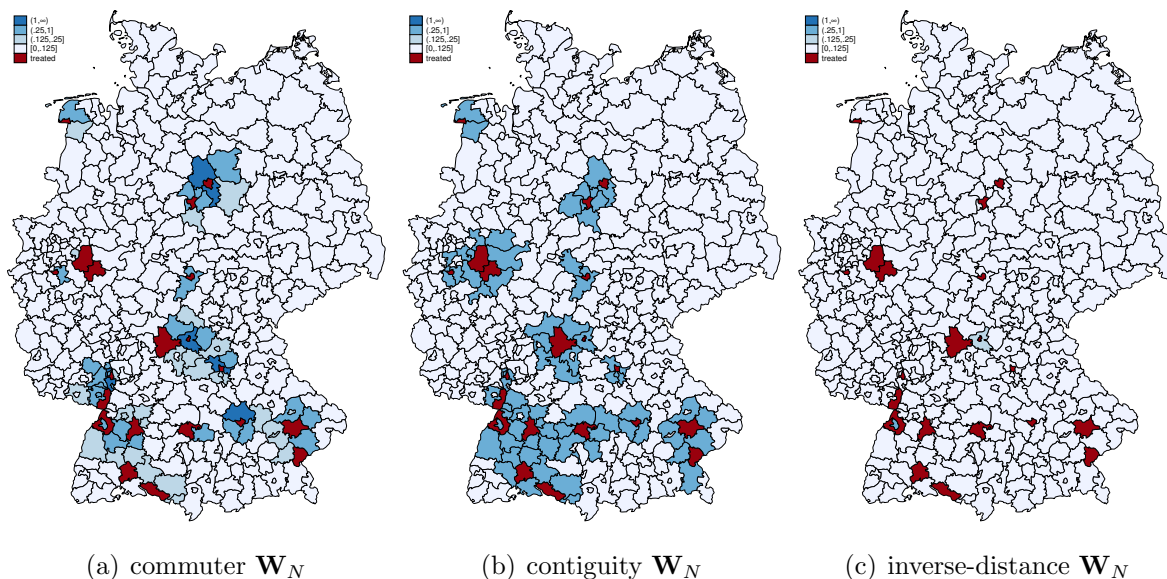 (1,∞)
(.25,1]
(.125,.25]
[0,.125]
treated
(1,∞)
(.25,1]
(.125,.25]
[0,.125]
treated
(1,∞)
(.25,1]
(.125,.25]
[0,.125]
treated
(a) commuter W_N
(b) contiguity W_N
(c) inverse-distance W_N